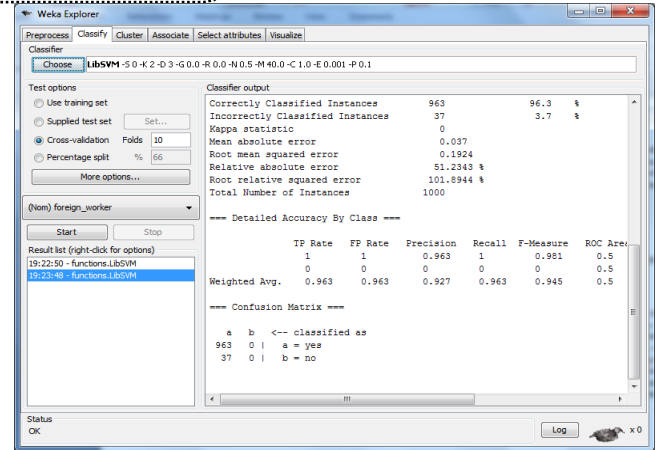 Weka Explorer
Preprocess Classify Cluster Associate Select attributes Visualize
Classifier
Choose LibSVM -S 0 -K 2 -D 3 -G 0.0 -R 0.0 -N 0.5 -M 40.0 -C 1.0 -E 0.001 -P 0.1
Test options
Use training set
Supplied test set Set...
Cross-validation Folds 10
Percentage split % 66
More options...
(Nom) foreign_worker
Start Stop
Result list (right-click for options)
19:22:50 - functions.LibSVM
19:23:48 - functions.LibSVM
Classifier output
Correctly Classified Instances 963 96.3 %
Incorrectly Classified Instances 37 3.7 %
Kappa statistic 0
Mean absolute error 0.037
Root mean squared error 0.1924
Relative absolute error 51.2343 %
Root relative squared error 101.8944 %
Total Number of Instances 1000
=== Detailed Accuracy By Class ===
TP Rate FP Rate Precision Recall F-Measure ROC Area
1 1 0.963 1 0.981 0.5
0 0 0 0 0 0.5
Weighted Avg. 0.963 0.963 0.927 0.963 0.945 0.5
=== Confusion Matrix ===
a b <-- classified as
963 0 | a = yes
37 0 | b = no
Status
OK
Log
x 0